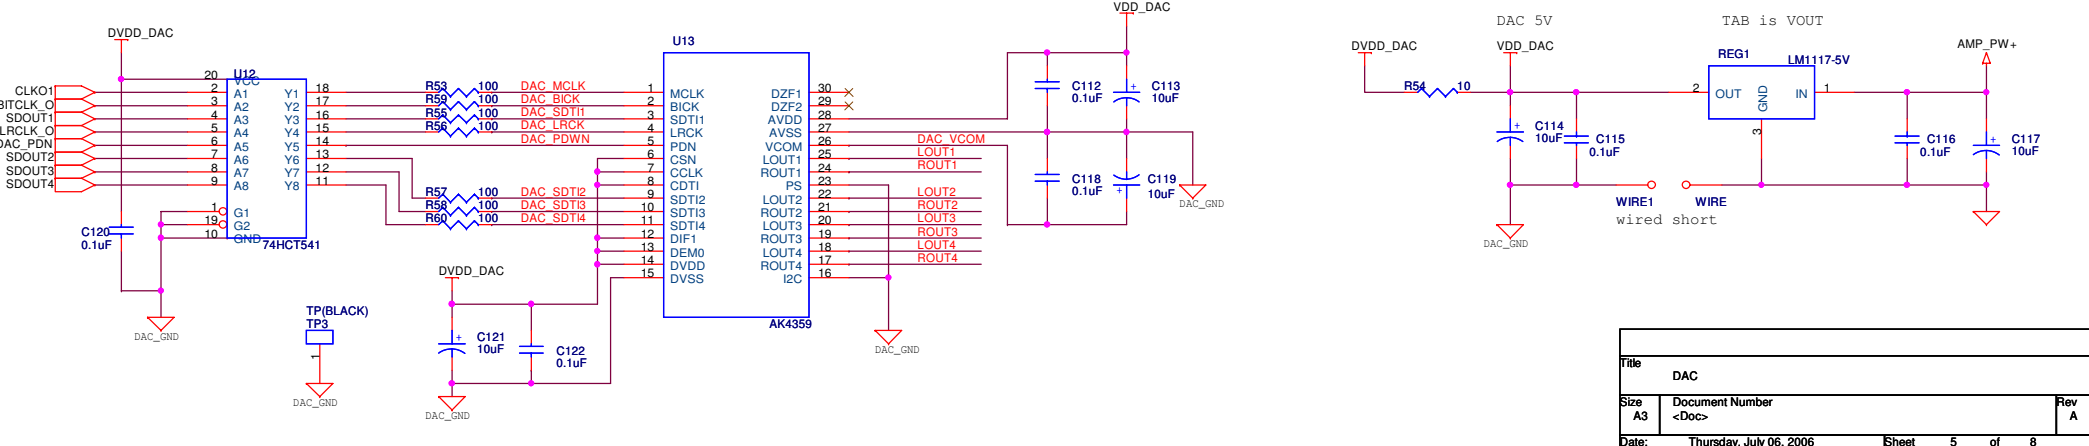 VDD_DAC
DAC 5V
TAB is VOUT
DVDD_DAC
U13
DVDD_DAC
VDD_DAC
REG1
LM1117-5V
AMP_PW+
20
U12
VCC
CLKO1
2
A1
Y1
18
R53
100
DAC_MCLK
1
MCLK
DZF1
30
BITCLK_O
3
A2
Y2
17
R59
100
DAC_BICK
2
BICK
DZF2
29
SDOUT1
4
A3
Y3
16
R55
100
DAC_SDTI1
3
SDTI1
AVDD
28
LRCLK_O
5
A4
Y4
15
R56
100
DAC_LRCK
4
LRCK
AVSS
27
DAC_PDN
6
A5
Y5
14
DAC_PDWN
5
PDN
VCOM
26
DAC_VCOM
SDOUT2
7
A6
Y6
13
6
CSN
LOUT1
25
LOUT1
SDOUT3
8
A7
Y7
12
7
CCLK
ROUT1
24
ROUT1
SDOUT4
9
A8
Y8
11
8
CDTI
PS
23
R57
100
DAC_SDTI2
9
SDTI2
LOUT2
22
LOUT2
1
G1
R58
100
DAC_SDTI3
10
SDTI3
ROUT2
21
ROUT2
19
G2
R60
100
DAC_SDTI4
11
SDTI4
LOUT3
20
LOUT3
10
GND
74HCT541
12
DIF1
ROUT3
19
ROUT3
13
DEM0
LOUT4
18
LOUT4
14
DVDD
ROUT4
17
ROUT4
15
DVSS
I2C
16
AK4359
C112
0.1uF
+
C113
10uF
C118
0.1uF
+
C119
10uF
DAC_GND
R54
10
2
OUT
GND
IN
1
3
+
C114
10uF
C115
0.1uF
C116
0.1uF
+
C117
10uF
WIRE1
WIRE
wired short
DAC_GND
C120
0.1uF
DAC_GND
TP(BLACK)
TP3
1
DAC_GND
DVDD_DAC
+
C121
10uF
C122
0.1uF
DAC_GND
DAC_GND
Title
DAC
Size
A3
Document Number
<Doc>
Rev
A
Date:
Thursday, July 06, 2006
Sheet
5
of
8